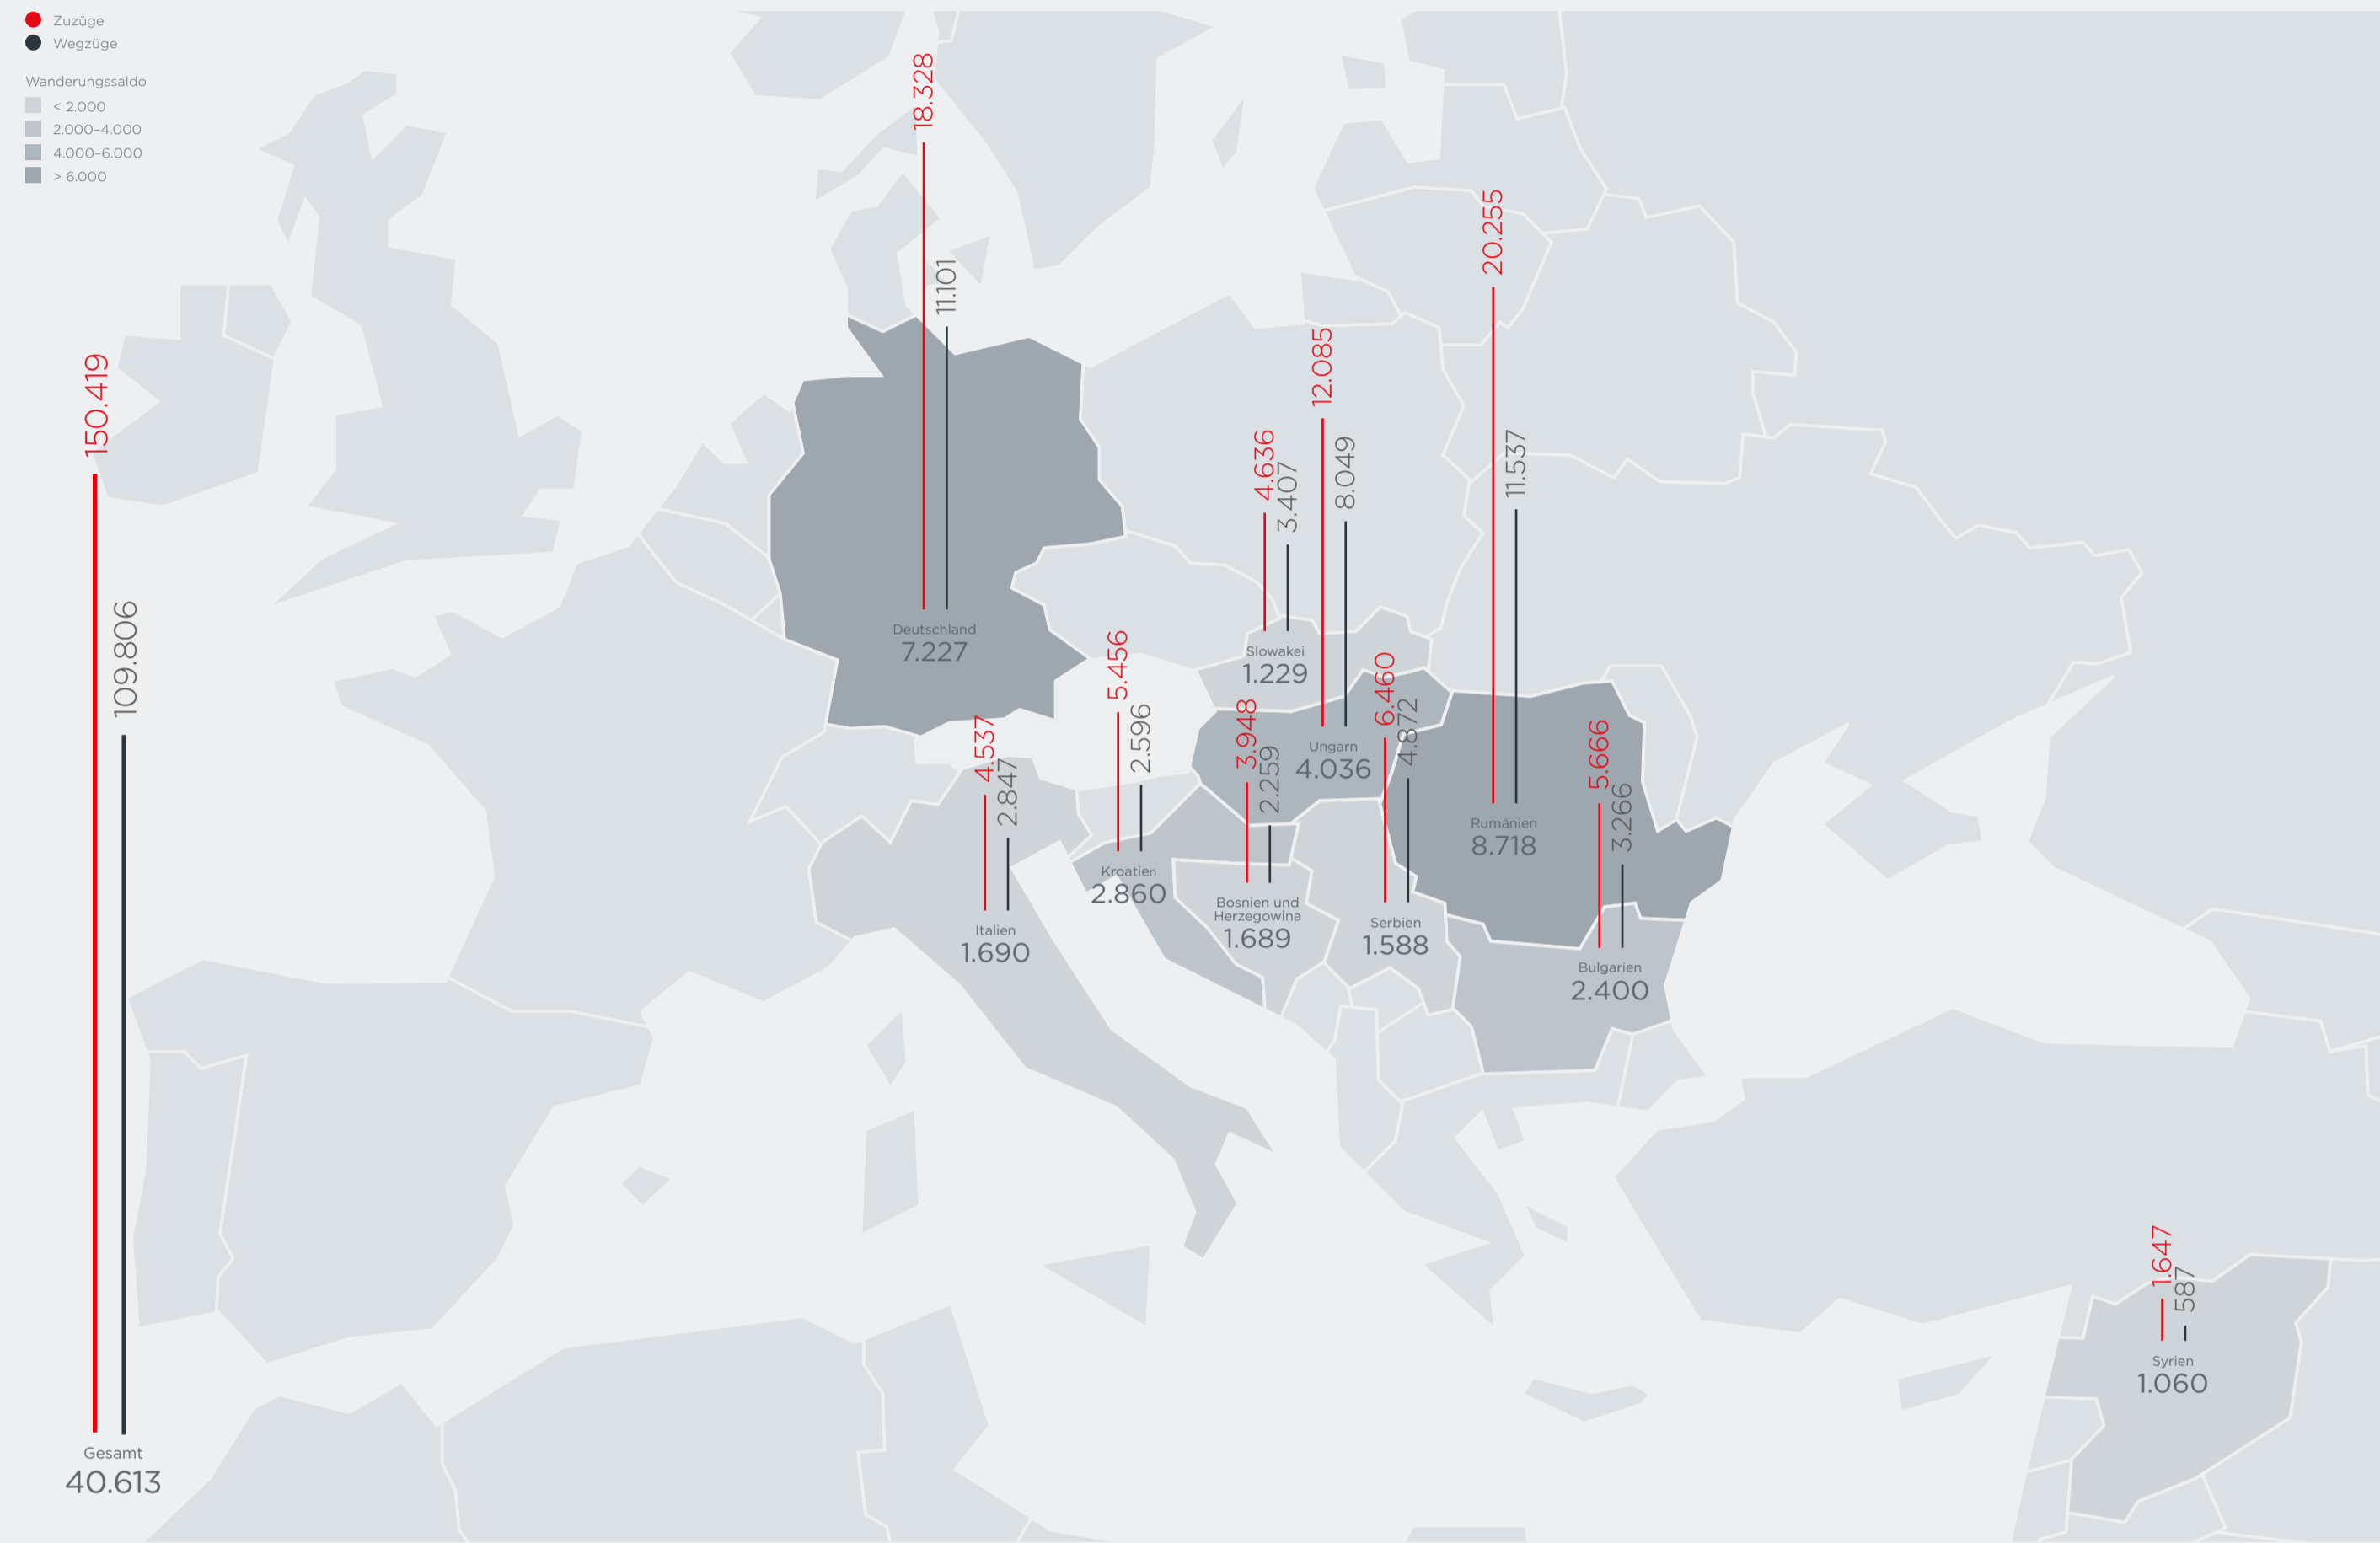 Zuzüge
Wegzüge
Wanderungssaldo
< 2.000
2.000–4.000
4.000–6.000
> 6.000
150.419
109.806
Gesamt
40.613
18.328
11.101
Deutschland
7.227
4.537
2.847
Italien
1.690
5.456
2.596
Kroatien
2.860
4.636
3.407
Slowakei
1.229
12.085
8.049
Ungarn
4.036
3.948
2.259
Bosnien und
Herzegowina
1.689
6.460
4.872
Serbien
1.588
20.255
11.537
Rumänien
8.718
5.666
3.266
Bulgarien
2.400
1.647
587
Syrien
1.060